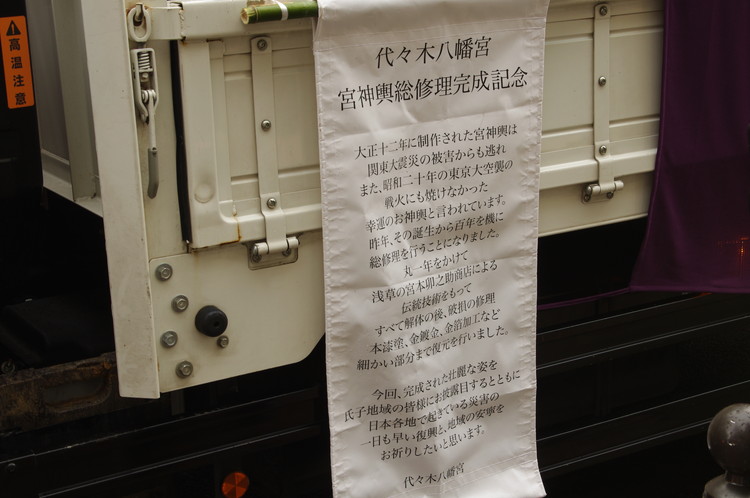 高温注意
代々木八幡宮
宮神輿総修理完成記念
大正十二年に制作された宮神輿は
関東大震災の被害からも逃れ
また、昭和二十年の東京大空襲の
戦火にも焼けなかった
幸運のお神輿と言われています。
昨年、その誕生から百年を機に
総修理を行うことになりました。
丸一年をかけて
浅草の宮本卯之助商店による
伝統技術をもって
すべて解体の後、破損の修理
本漆塗、金鍍金、金箔加工など
細かい部分まで復元を行いました。
今回、完成された壮麗な姿を
氏子地域の皆様にお披露目するとともに
日本各地で起きている災害の
一日も早い復興と、地域の安寧を
お祈りしたいと思います。
代々木八幡宮